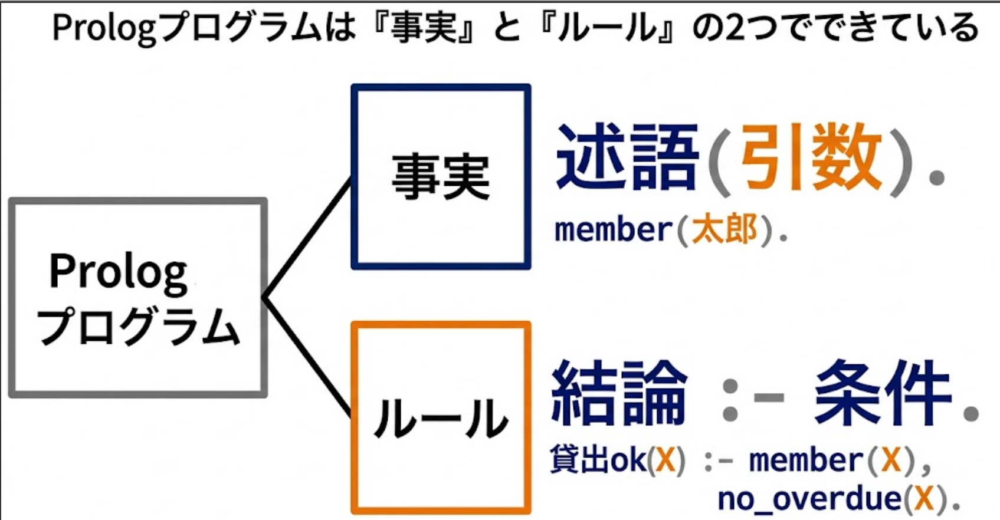 Prologプログラムは『事実』と『ルール』の2つでできている
事実
述語(引数).
member(太郎).
Prolog
プログラム
ルール
結論 :- 条件.
貸出ok(X) :- member(X),
no_overdue(X).